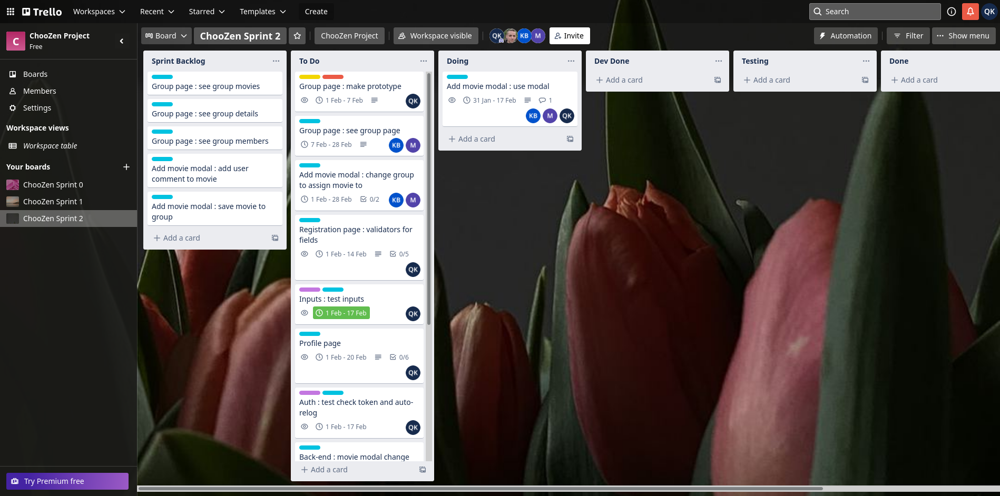 Trello
Workspaces
Recent
Starred
Templates
Create
Search
QK
C
ChooZen Project
Free
Board
ChooZen Sprint 2
ChooZen Project
Workspace visible
QK
KB
M
Invite
Automation
Filter
Show menu
Boards
Members
Settings
Workspace views
Workspace table
Your boards
ChooZen Sprint 0
ChooZen Sprint 1
ChooZen Sprint 2
Try Premium free
Sprint Backlog
Group page : see group movies
Group page : see group details
Group page : see group members
Add movie modal : add user
comment to movie
Add movie modal : save movie to
group
Add a card
To Do
Group page : make prototype
1 Feb - 7 Feb
QK
Group page : see group page
7 Feb - 28 Feb
KB
M
Add movie modal : change group
to assign movie to
1 Feb - 28 Feb
0/2
KB
M
Registration page : validators for
fields
1 Feb - 14 Feb
0/5
QK
Inputs : test inputs
1 Feb - 17 Feb
QK
Profile page
1 Feb - 20 Feb
0/6
QK
Auth : test check token and auto-
relog
1 Feb - 17 Feb
QK
Back-end : movie modal change
Add a card
Doing
Add movie modal : use modal
31 Jan - 17 Feb
1
KB
M
QK
Add a card
Dev Done
Add a card
Testing
Add a card
Done
Add a card